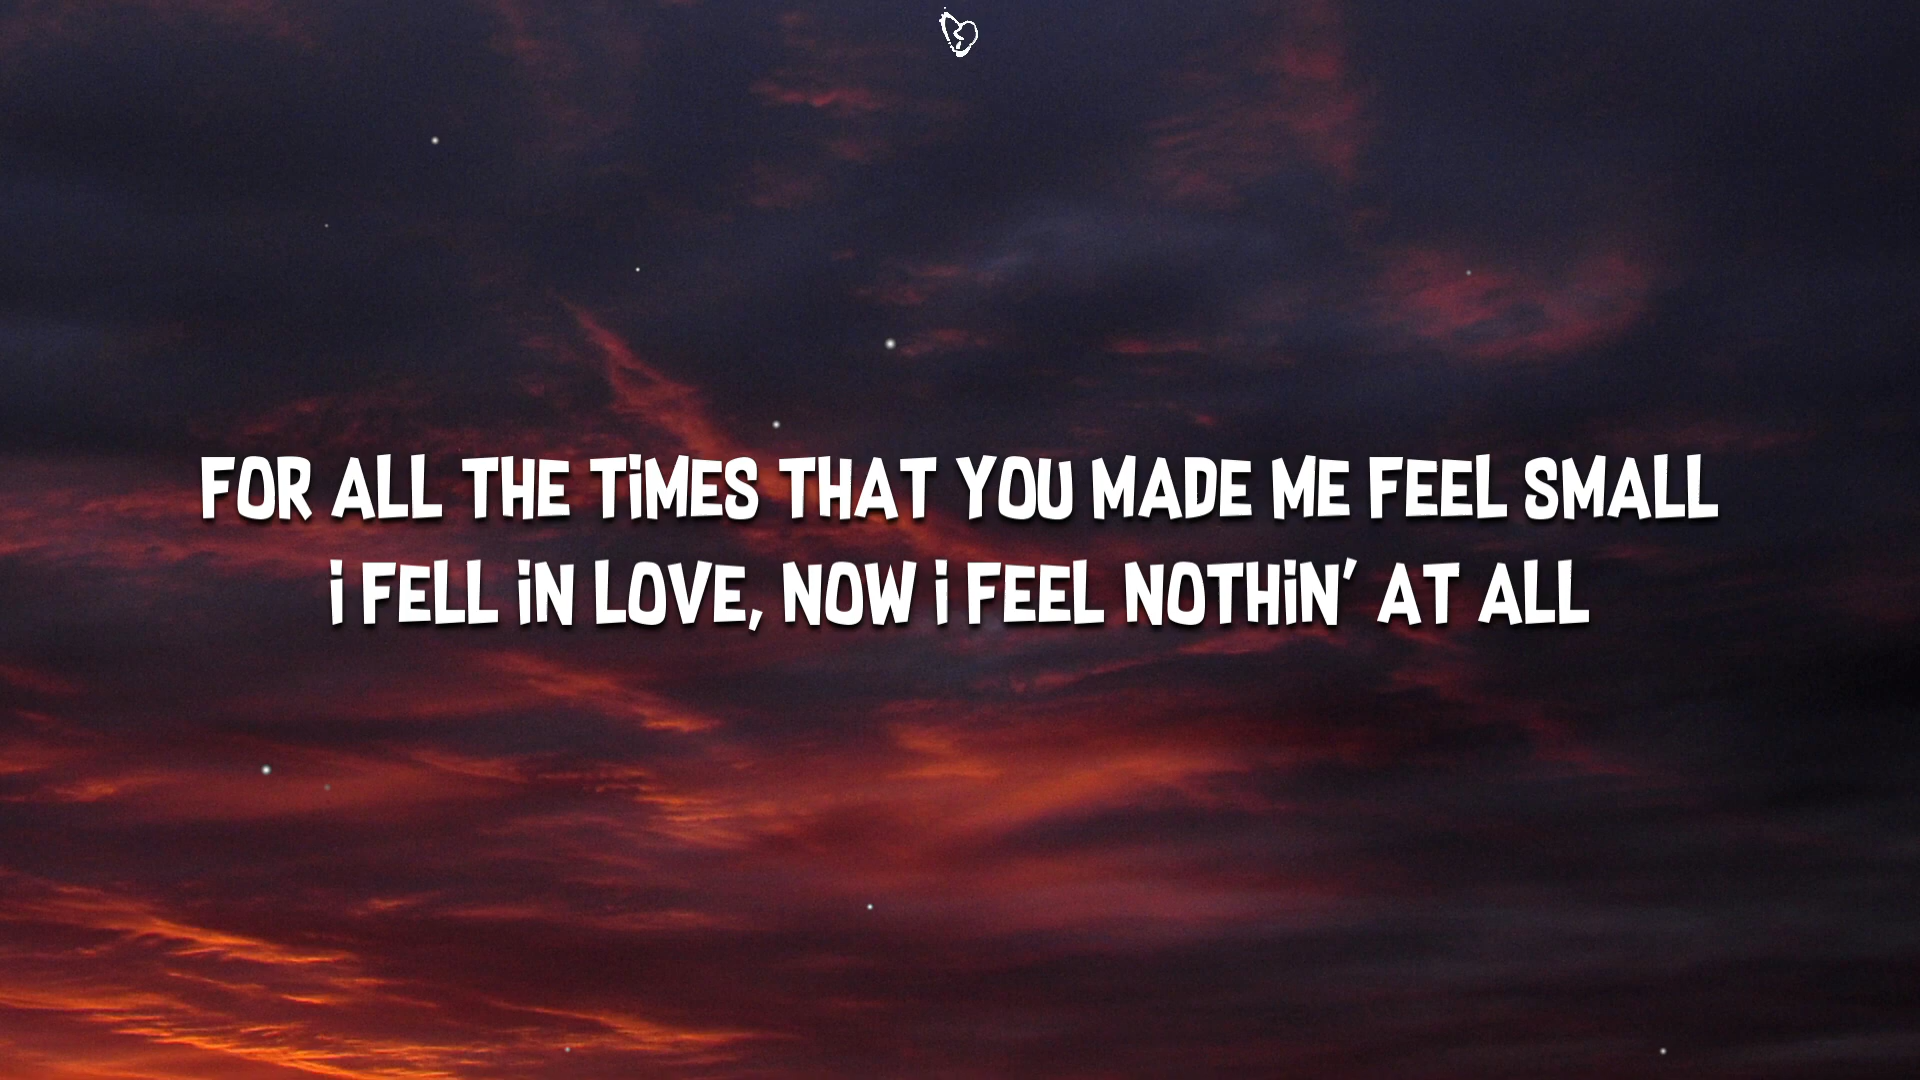 FOR ALL THE TiMES THAT YOU MADE ME FEEL SMALL
i FELL iN LOVE, NOW i FEEL NOTHiN' AT ALL